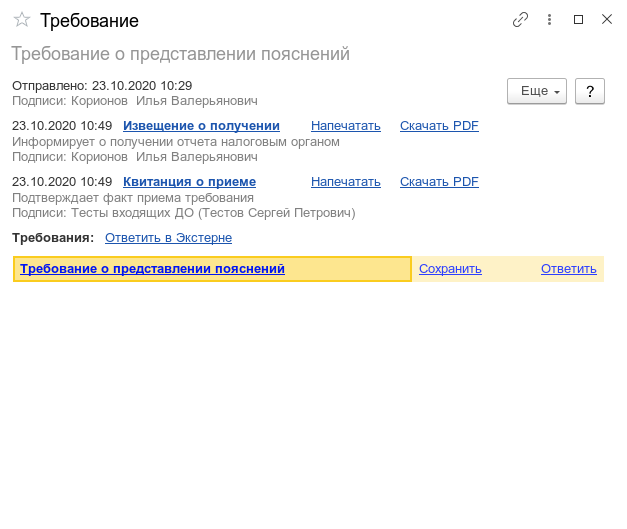 Требование
Требование о представлении пояснений
Отправлено: 23.10.2020 10:29
Еще
?
Подписи: Корионов Илья Валерьянович
23.10.2020 10:49 Извещение о получении Напечатать Скачать PDF
Информирует о получении отчета налоговым органом
Подписи: Корионов Илья Валерьянович
23.10.2020 10:49 Квитанция о приеме Напечатать Скачать PDF
Подтверждает факт приема требования
Подписи: Тесты входящих ДО (Тестов Сергей Петрович)
Требования: Ответить в Экстерне
Требование о представлении пояснений Сохранить Ответить